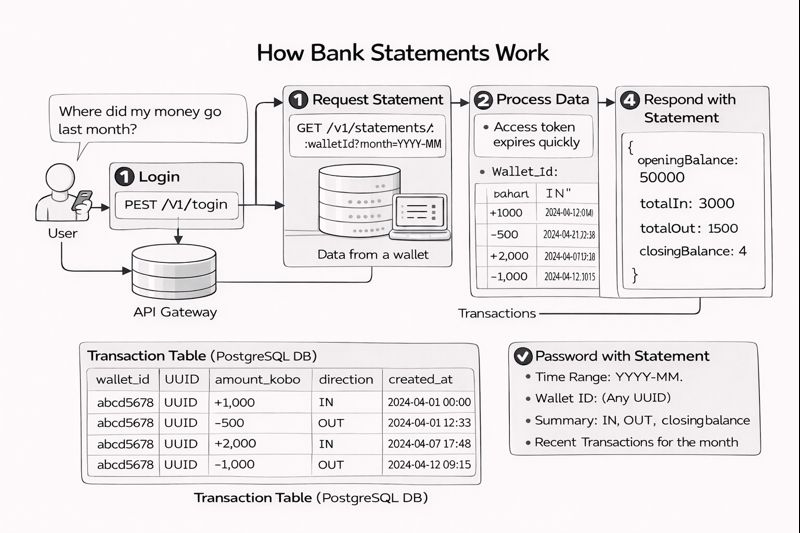 How Bank Statements Work
Where did my money go
last month?
User
1 Login
PEST /V1/togin
API Gateway
1 Request Statement
GET /v1/statements/:
:walletId?month=YYYY-MM
Data from a wallet
2 Process Data
• Access token
expires quickly
• Wallet_Id:
bahart IN"
+1000
-500
+2,000
-1,000
4 Respond with
Statement
{
openingBalance:
50000
totalIn: 3000
totalOut: 1500
closingBalance: 4
}
Transactions
Transaction Table (PostgreSQL DB)
wallet_id UUID amount_kobo direction created_at
abcd5678 UUID +1,000 IN 2024-04-01 00:00
abcd5678 UUID -500 OUT 2024-04-01 12:33
abcd5678 UUID +2,000 IN 2024-04-07 17:48
abcd5678 UUID -1,000 OUT 2024-04-12 09:15
Transaction Table (PostgreSQL DB)
Password with Statement
• Time Range: YYYY-MM.
• Wallet ID: (Any UUID)
• Summary: IN, OUT, closingbalance
• Recent Transactions for the month